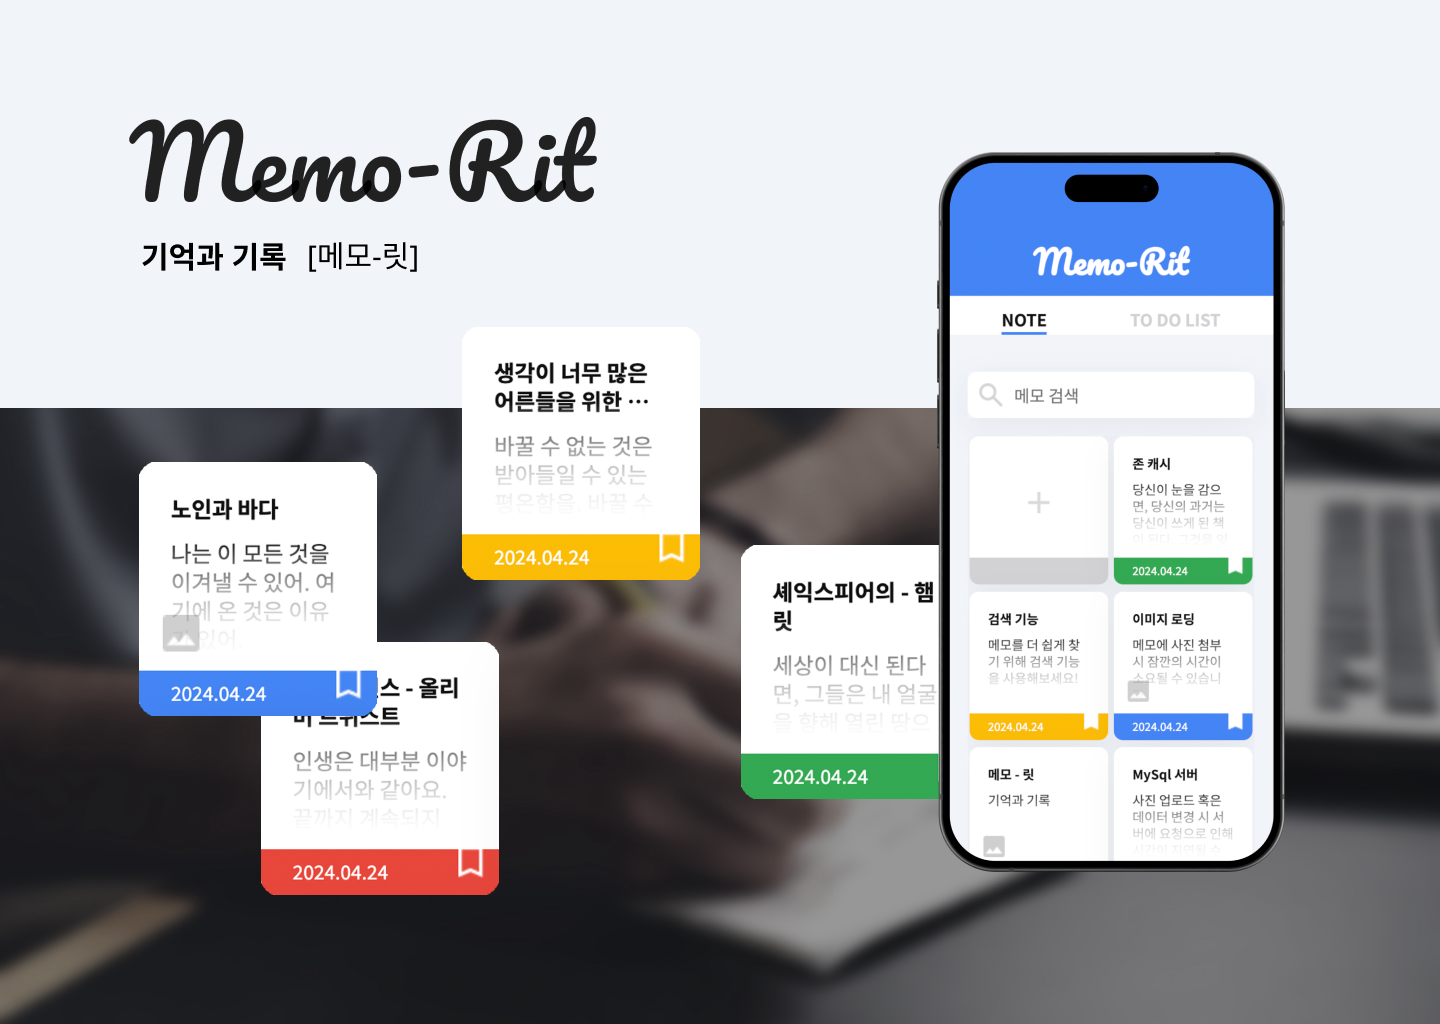 Memo-Rit
기억과 기록 [메모-릿]
생각이 너무 많은
어른들을 위한 ···
바꿀 수 없는 것은
받아들일 수 있는
평온함을. 바꿀 수
2024.04.24
노인과 바다
나는 이 모든 것을
이겨낼 수 있어. 여
기에 온 것은 이유
있어.
2024.04.24
스 - 올리
버 트위스트
인생은 대부분 이야
기에서와 같아요.
끝까지 계속되지
2024.04.24
셰익스피어의 - 햄
릿
세상이 대신 된다
면, 그들은 내 얼굴
을 향해 열린 땅으
2024.04.24
Memo-Rit
NOTE
TO DO LIST
메모 검색
+
존 캐시
당신이 눈을 감으
면, 당신의 과거는
당신이 쓰게 된 책
이 된다. 그것을 읽
2024.04.24
검색 기능
메모를 더 쉽게 찾
기 위해 검색 기능
을 사용해보세요!
2024.04.24
이미지 로딩
메모에 사진 첨부
시 잠깐의 시간이
소요될 수 있습니
2024.04.24
메모 - 릿
기억과 기록
MySql 서버
사진 업로드 혹은
데이터 변경 시 서
버에 요청으로 인해
시간이 지연될 수